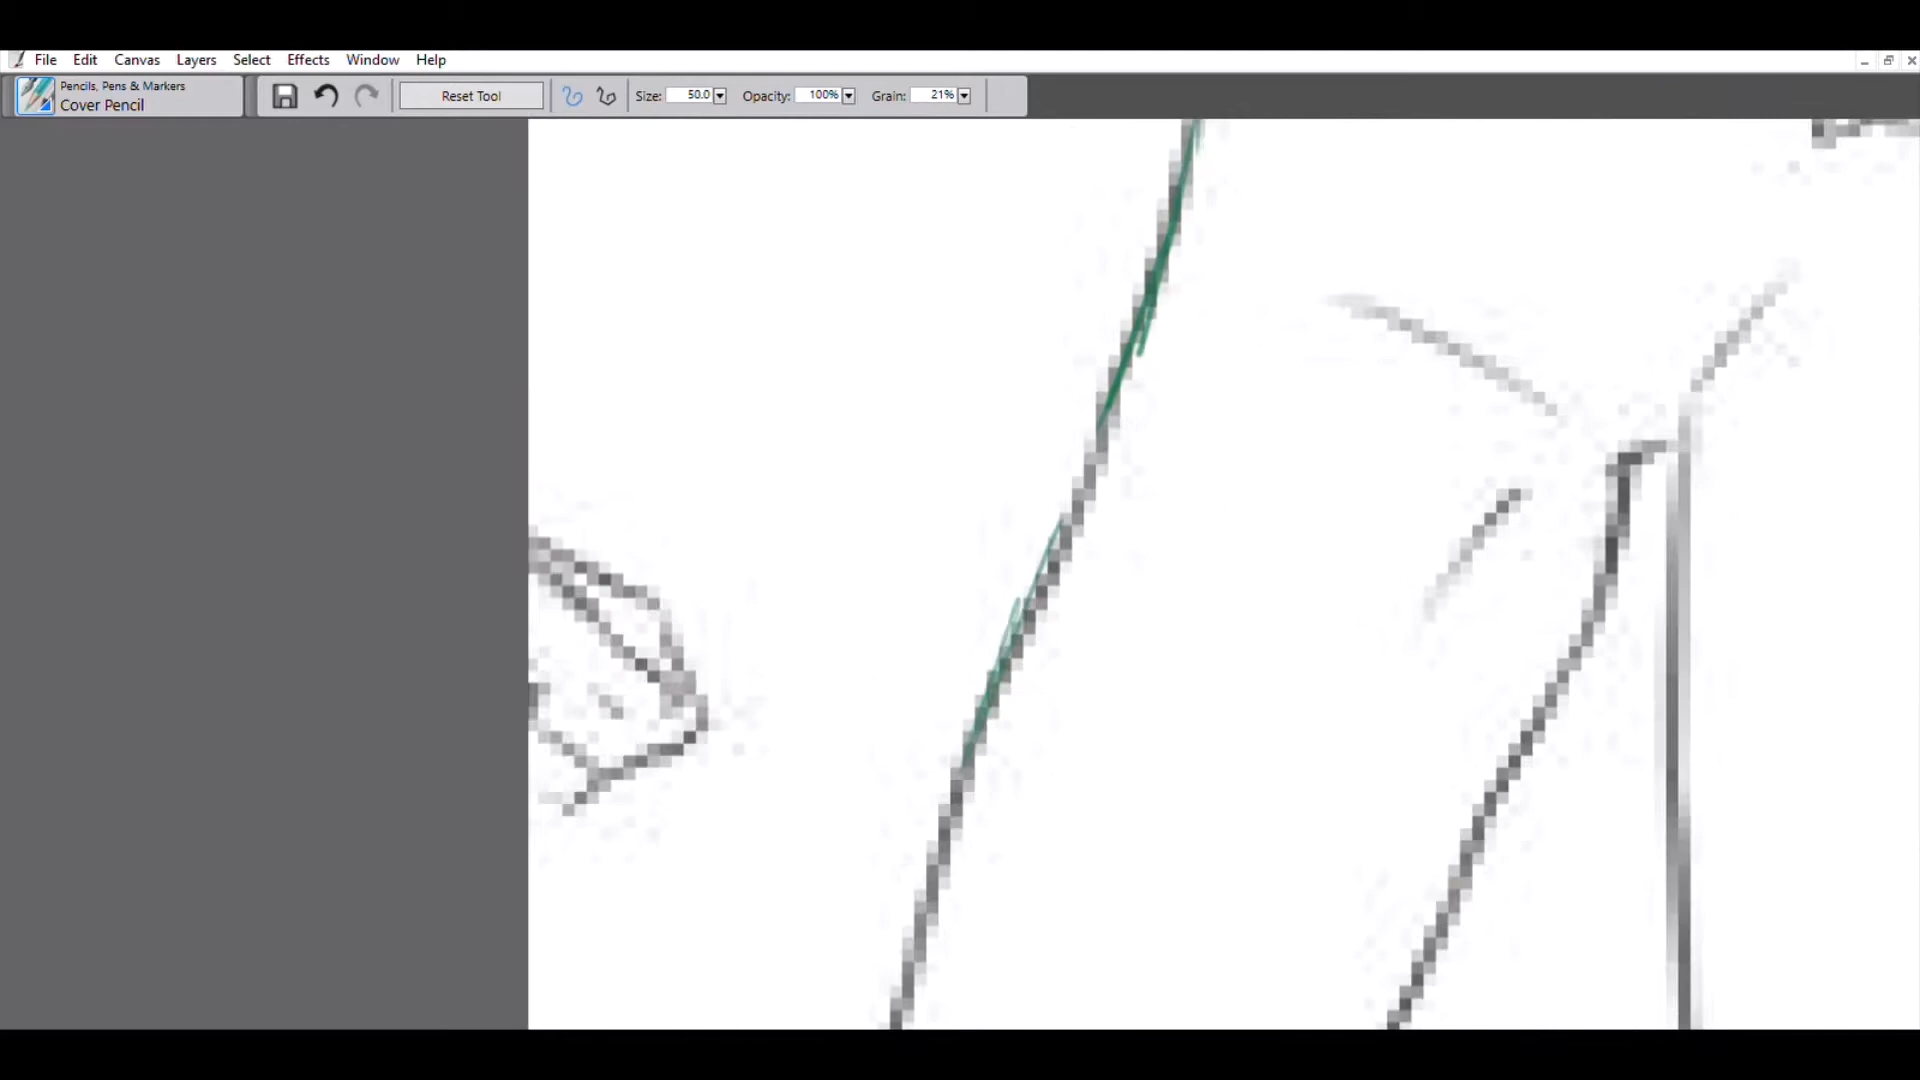 File Edit Canvas Layers Select Effects Window Help
Pencils, Pens & Markers
Cover Pencil
Reset Tool Size: 50.0 Opacity: 100% Grain: 21%